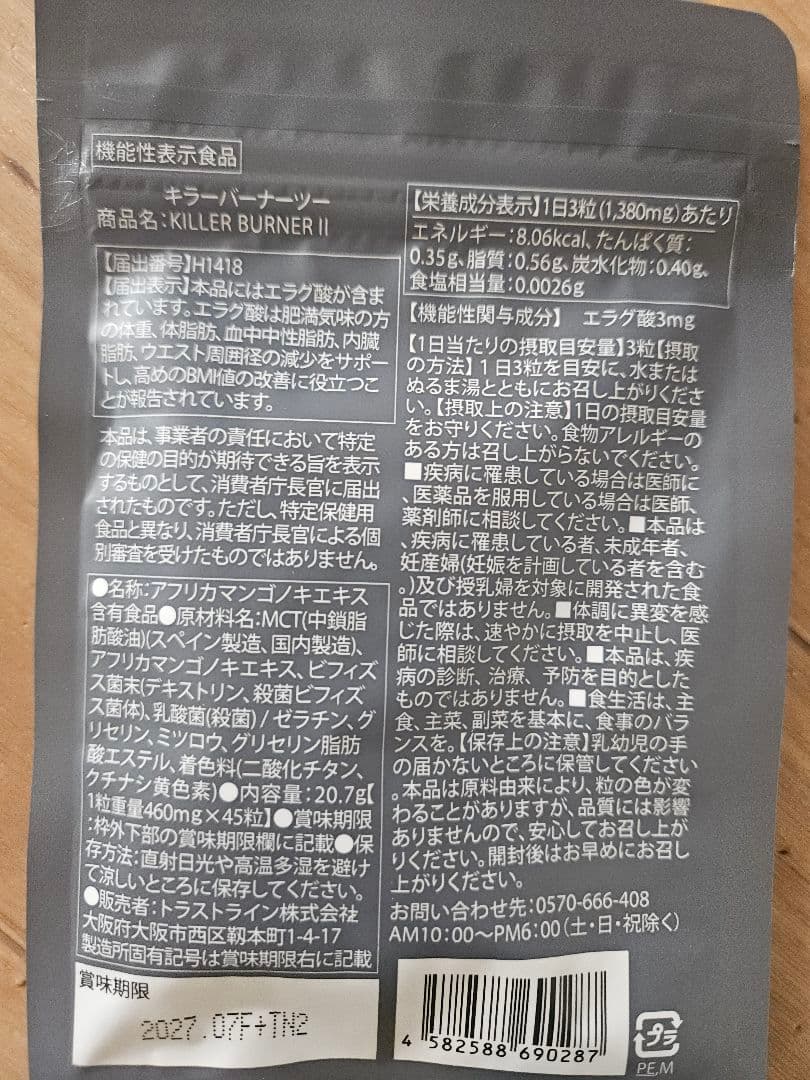 機能性表示食品
キラーバーナーツー
商品名:KILLER BURNER II
【届出番号】H1418
【届出表示】本品にはエラグ酸が含ま
れています。エラグ酸は肥満気味の方
の体重、体脂肪、血中中性脂肪、内臓
脂肪、ウエスト周囲径の減少をサポー
トし、高めのBMI値の改善に役立つこ
とが報告されています。
本品は、事業者の責任において特定
の保健の目的が期待できる旨を表示
するものとして、消費者庁長官に届出
されたものです。ただし、特定保健用
食品と異なり、消費者庁長官による個
別審査を受けたものではありません。
●名称:アフリカマンゴノキエキス
含有食品●原材料名:MCT(中鎖脂
肪酸油)(スペイン製造、国内製造)、
アフリカマンゴノキエキス、ビフィズ
ス菌末(デキストリン、殺菌ビフィズ
ス菌体)、乳酸菌(殺菌)/ゼラチン、グ
リセリン、ミツロウ、グリセリン脂肪
酸エステル、着色料(二酸化チタン、
クチナシ黄色素)●内容量:20.7g【
1粒重量460mg×45粒】●賞味期限
:枠外下部の賞味期限欄に記載●保
存方法:直射日光や高温多湿を避け
て涼しいところに保存してください。
●販売者:トラストライン株式会社
大阪府大阪市西区靱本町1-4-17
製造所固有記号は賞味期限右に記載
賞味期限
2027.07F+TN2
【栄養成分表示】1日3粒(1,380mg)あたり
エネルギー:8.06kcal、たんぱく質:
0.35g、脂質:0.56g、炭水化物:0.40g、
食塩相当量:0.0026g
【機能性関与成分】 エラグ酸3mg
【1日当たりの摂取目安量】3粒【摂取
の方法】1日3粒を目安に、水または
ぬるま湯とともにお召し上がりくださ
い。【摂取上の注意】1日の摂取目安量
をお守りください。食物アレルギーの
ある方は召し上がらないでください。
■疾病に罹患している場合は医師に
、医薬品を服用している場合は医師、
薬剤師に相談してください。■本品は
、疾病に罹患している者、未成年者、
妊産婦(妊娠を計画している者を含む
。)及び授乳婦を対象に開発された食
品ではありません。■体調に異変を感
じた際は、速やかに摂取を中止し、医
師に相談してください。■本品は、疾
病の診断、治療、予防を目的とした
ものではありません。■食生活は、主
食、主菜、副菜を基本に、食事のバラ
ンスを。【保存上の注意】乳幼児の手
の届かないところに保管してください
。本品は原料由来により、粒の色が変
わることがありますが、品質には影響
ありませんので、安心してお召し上が
りください。開封後はお早めにお召し
上がりください。
お問い合わせ先:0570-666-408
AM10:00〜PM6:00(土・日・祝除く)
4 582588 690287
プラ
PE,M